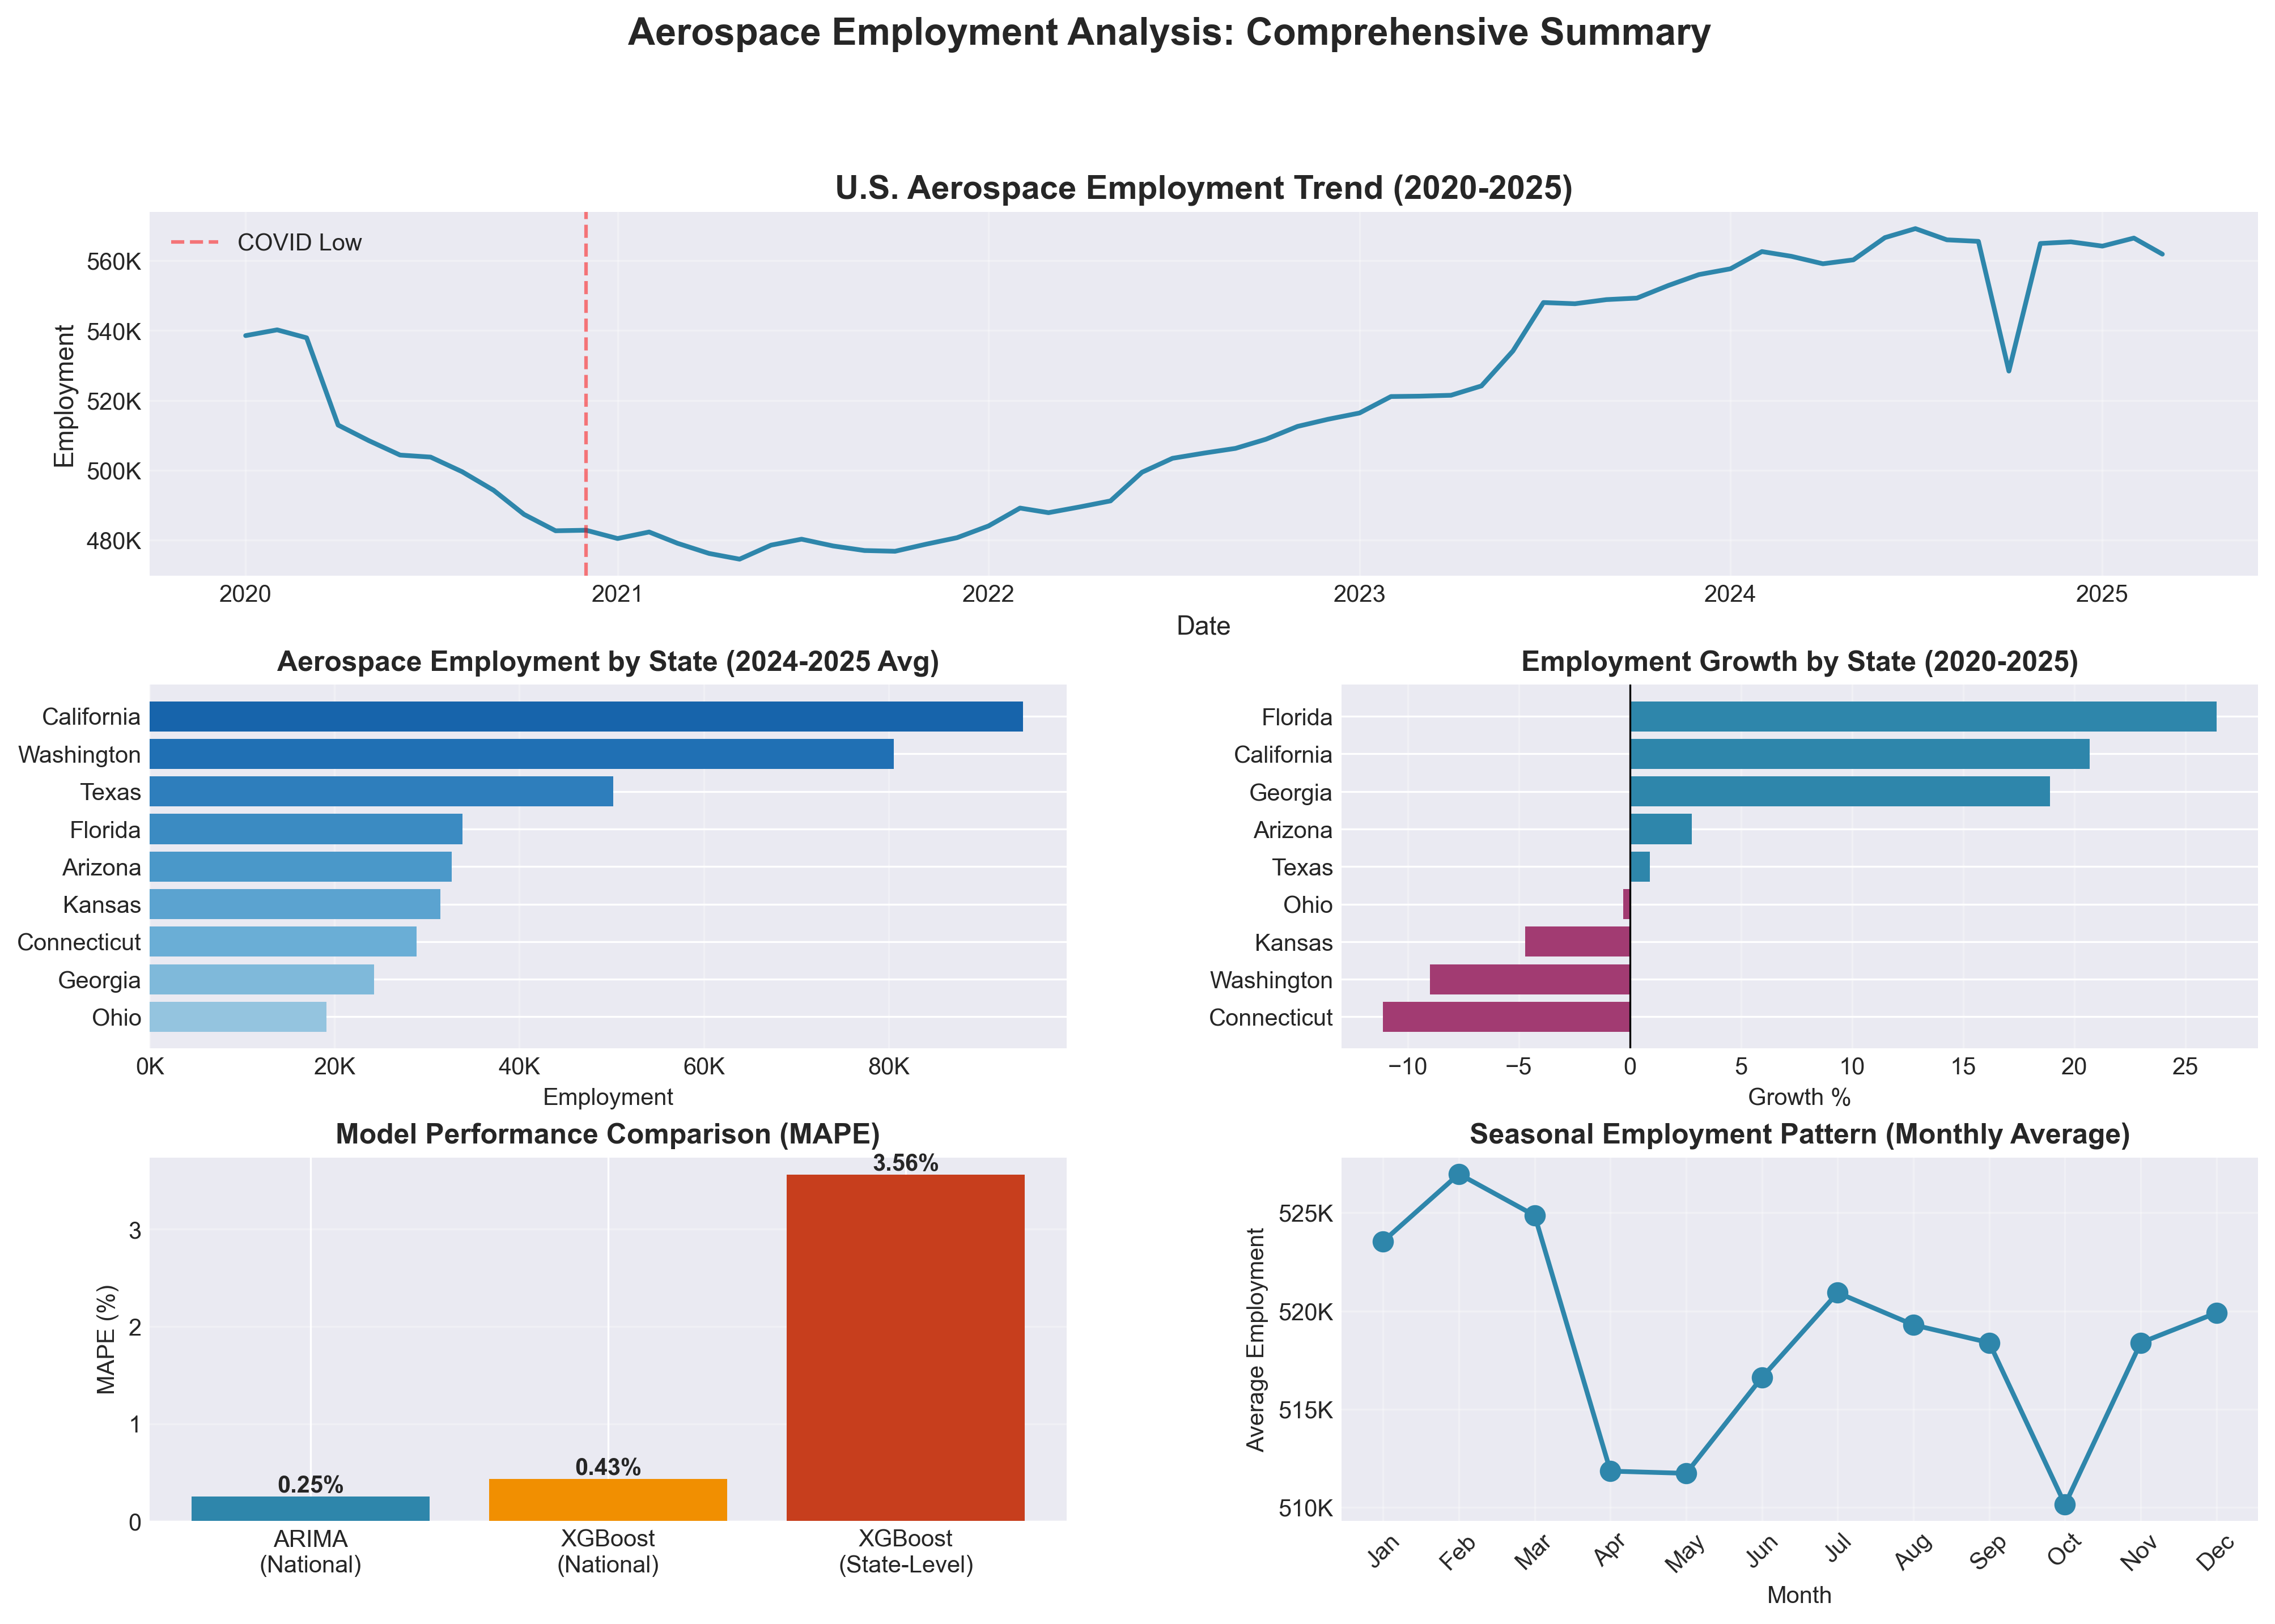 Aerospace Employment Analysis: Comprehensive Summary
U.S. Aerospace Employment Trend (2020-2025)
COVID Low
Employment
560K
540K
520K
500K
480K
2020 2021 2022 2023 2024 2025
Date
Aerospace Employment by State (2024-2025 Avg)
California
Washington
Texas
Florida
Arizona
Kansas
Connecticut
Georgia
Ohio
0K 20K 40K 60K 80K
Employment
Employment Growth by State (2020-2025)
Florida
California
Georgia
Arizona
Texas
Ohio
Kansas
Washington
Connecticut
−10 −5 0 5 10 15 20 25
Growth %
Model Performance Comparison (MAPE)
MAPE (%)
3
2
1
0
0.25%
0.43%
3.56%
ARIMA
(National)
XGBoost
(National)
XGBoost
(State-Level)
Seasonal Employment Pattern (Monthly Average)
Average Employment
525K
520K
515K
510K
Jan Feb Mar Apr May Jun Jul Aug Sep Oct Nov Dec
Month